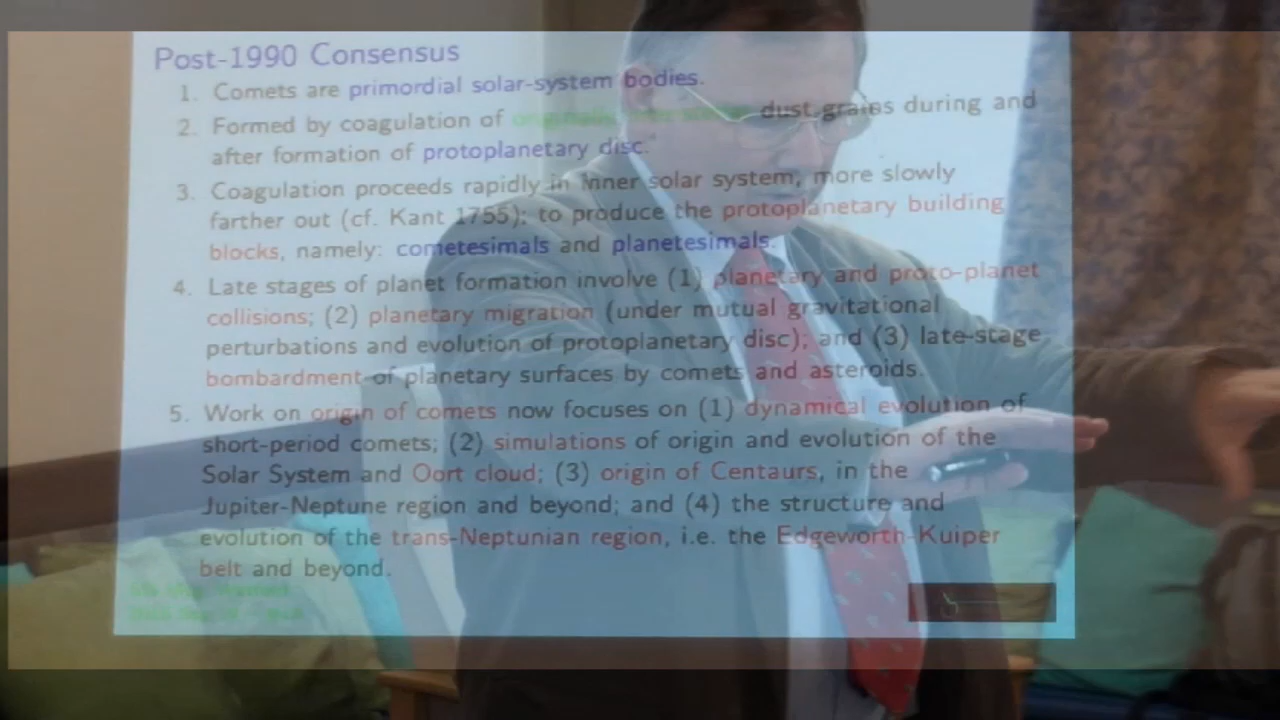 Post-1990 Consensus
1. Comets are primordial solar-system bodies.
2. Formed by coagulation of dust grains during and
after formation of protoplanetary disc.
3. Coagulation proceeds rapidly in inner solar system, more slowly
farther out (cf. Kant 1755); to produce the protoplanetary building
blocks, namely: cometesimals and planetesimals.
4. Late stages of planet formation involve (1) planetary and proto-planet
collisions; (2) planetary migration (under mutual gravitational
perturbations and evolution of protoplanetary disc); and (3) late-stage
bombardment of planetary surfaces by comets and asteroids.
5. Work on origin of comets now focuses on (1) dynamical evolution of
short-period comets; (2) simulations of origin and evolution of the
Solar System and Oort cloud; (3) origin of Centaurs, in the
Jupiter-Neptune region and beyond; and (4) the structure and
evolution of the trans-Neptunian region, i.e. the Edgeworth-Kuiper
belt and beyond.